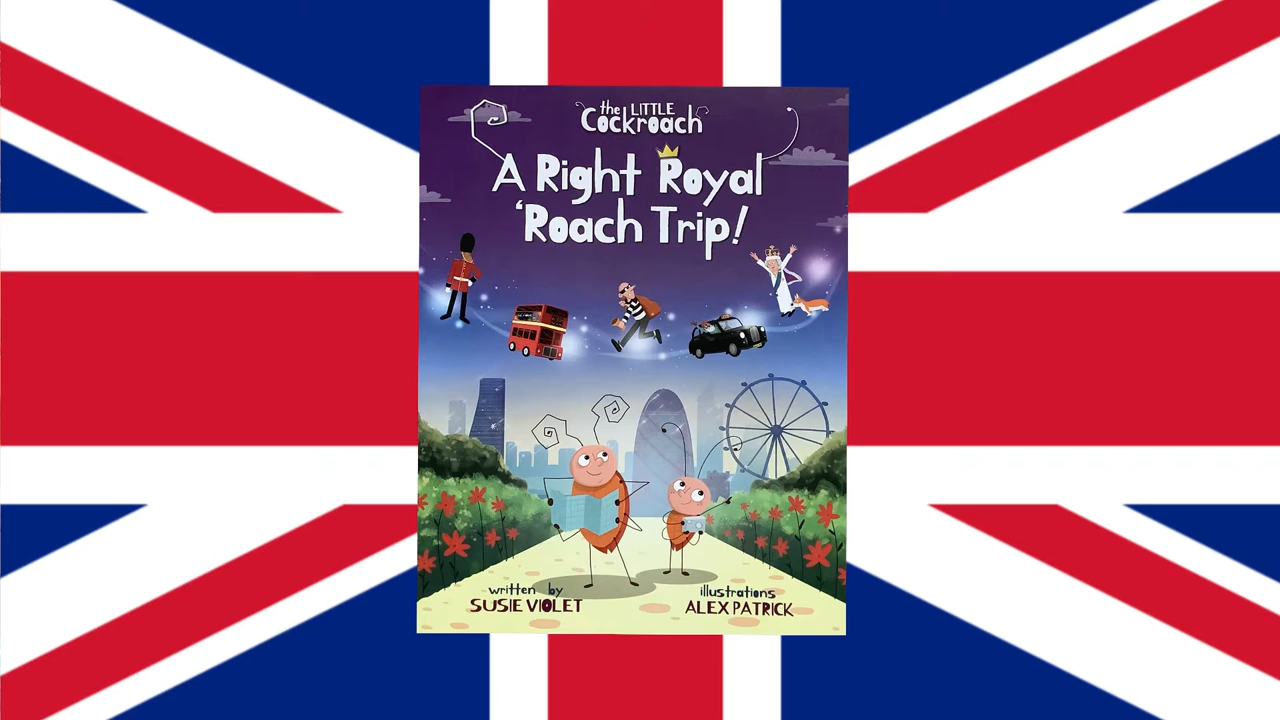 the LITTLE
Cockroach
A Right Royal
'Roach Trip!
written by
SUSIE VIOLET
illustrations
ALEX PATRICK